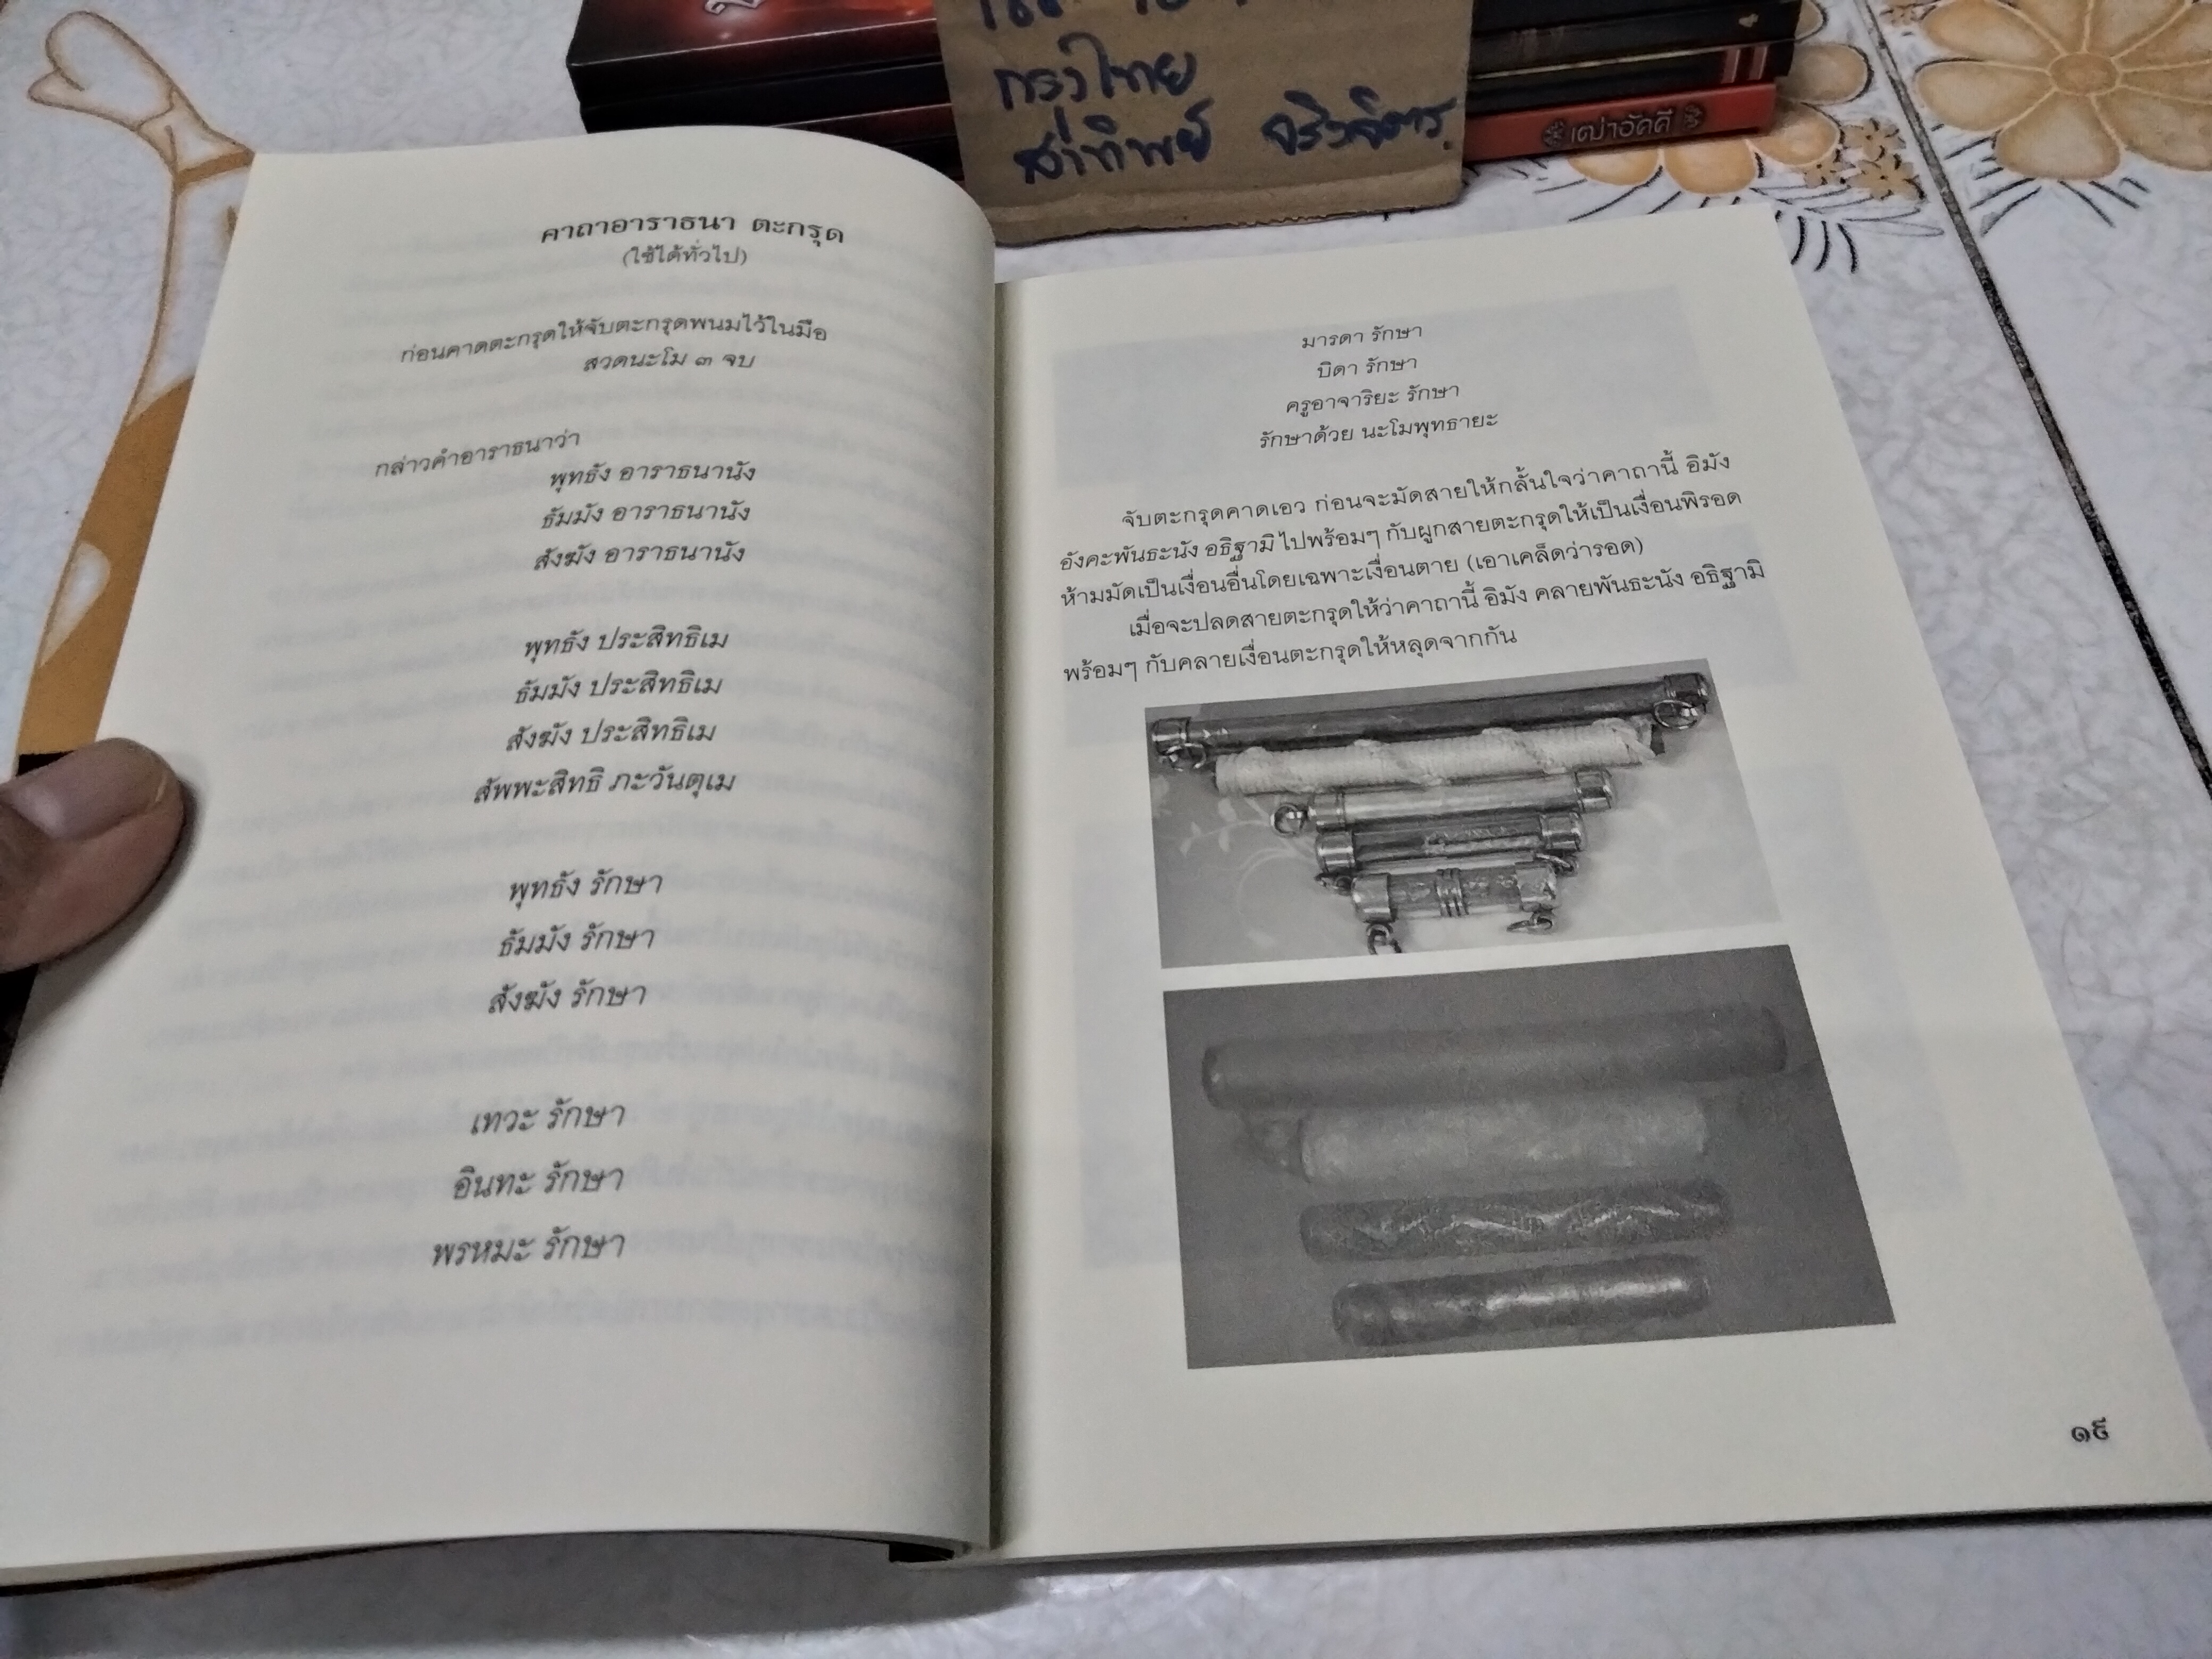 กรุงไทย
สำทิพย์ จริงจิตร.
เฒ่าอัคคี
คาถาอาราธนา ตะกรุด
(ใช้ได้ทั่วไป)
ก่อนคาดตะกรุดให้จับตะกรุดพนมไว้ในมือ
สวดนะโม ๓ จบ
กล่าวคำอาราธนาว่า
พุทธัง อาราธนานัง
ธัมมัง อาราธนานัง
สังฆัง อาราธนานัง
พุทธัง ประสิทธิเม
ธัมมัง ประสิทธิเม
สังฆัง ประสิทธิเม
สัพพะสิทธิ ภะวันตุเม
พุทธัง รักษา
ธัมมัง รักษา
สังฆัง รักษา
เทวะ รักษา
อินทะ รักษา
พรหมะ รักษา
มารดา รักษา
บิดา รักษา
ครูอาจาริยะ รักษา
รักษาด้วย นะโมพุทธายะ
จับตะกรุดคาดเอว ก่อนจะมัดสายให้กลั้นใจว่าคาถานี้ อิมัง
อังคะพันธะนัง อธิฐามิ ไปพร้อมๆ กับผูกสายตะกรุดให้เป็นเงื่อนพิรอด
ห้ามมัดเป็นเงื่อนอื่นโดยเฉพาะเงื่อนตาย (เอาเคล็ดว่ารอด)
เมื่อจะปลดสายตะกรุดให้ว่าคาถานี้ อิมัง คลายพันธะนัง อธิฐามิ
พร้อมๆ กับคลายเงื่อนตะกรุดให้หลุดจากกัน
๑๙